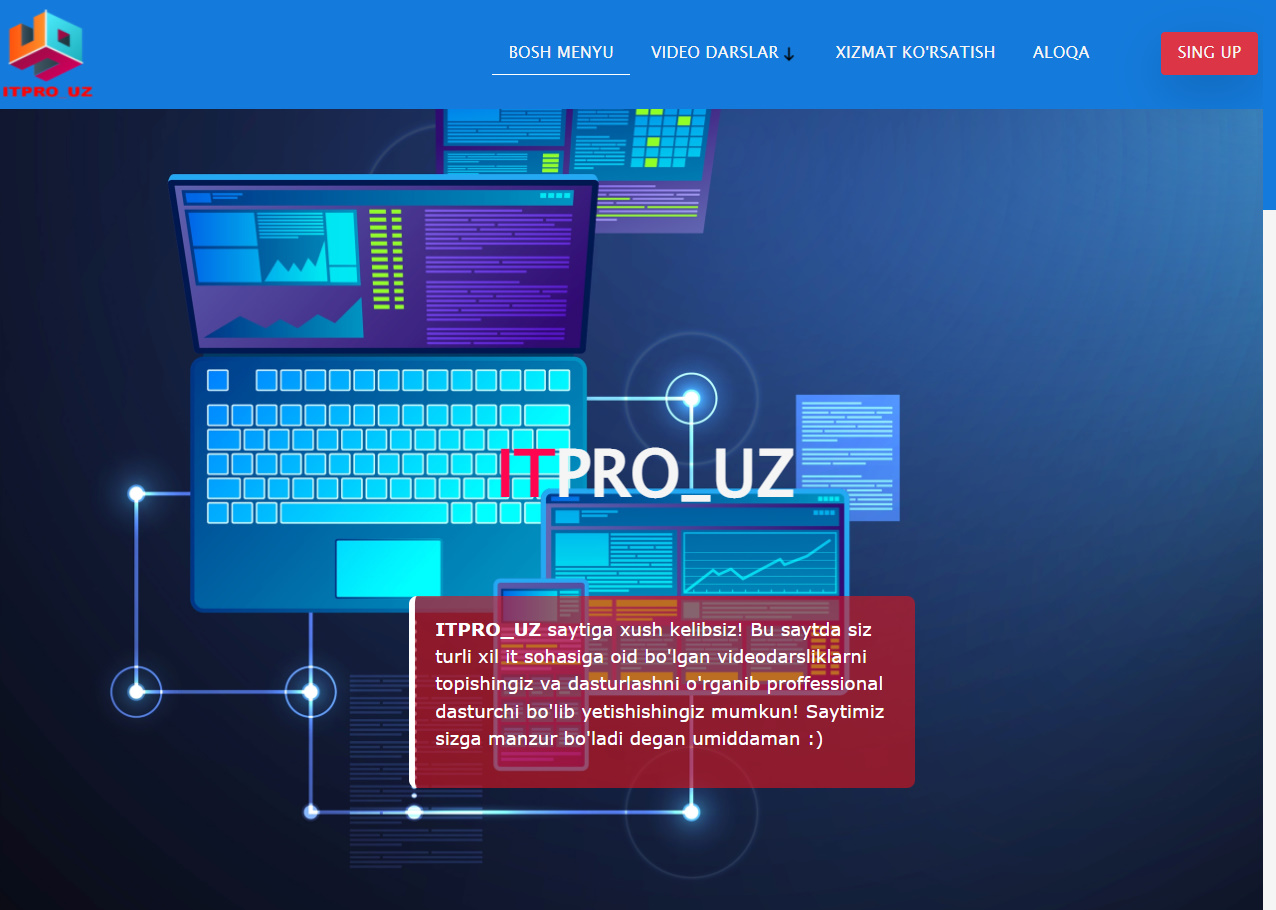 ITPRO_UZ
BOSH MENYU
VIDEO DARSLAR
XIZMAT KO'RSATISH
ALOQA
SING UP
ITPRO_UZ
ITPRO_UZ saytiga xush kelibsiz! Bu saytda siz
turli xil it sohasiga oid bo'lgan videodarsliklarni
topishingiz va dasturlashni o'rganib proffessional
dasturchi bo'lib yetishishingiz mumkun! Saytimiz
sizga manzur bo'ladi degan umiddaman :)